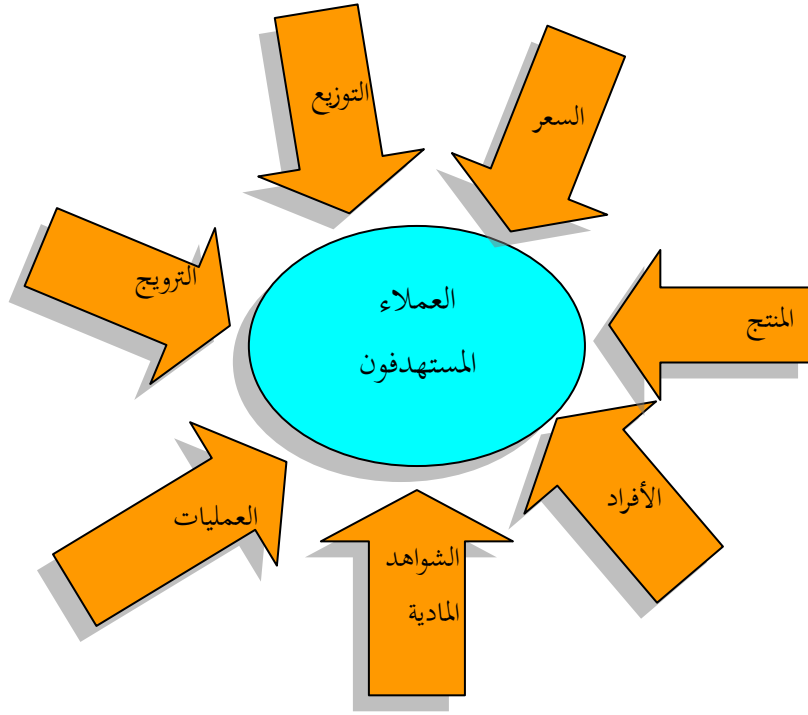 التوزيع
السعر
الترويج
العملاء
المستهدفون
المنتج
الأفراد
العمليات
الشواهد
المادية